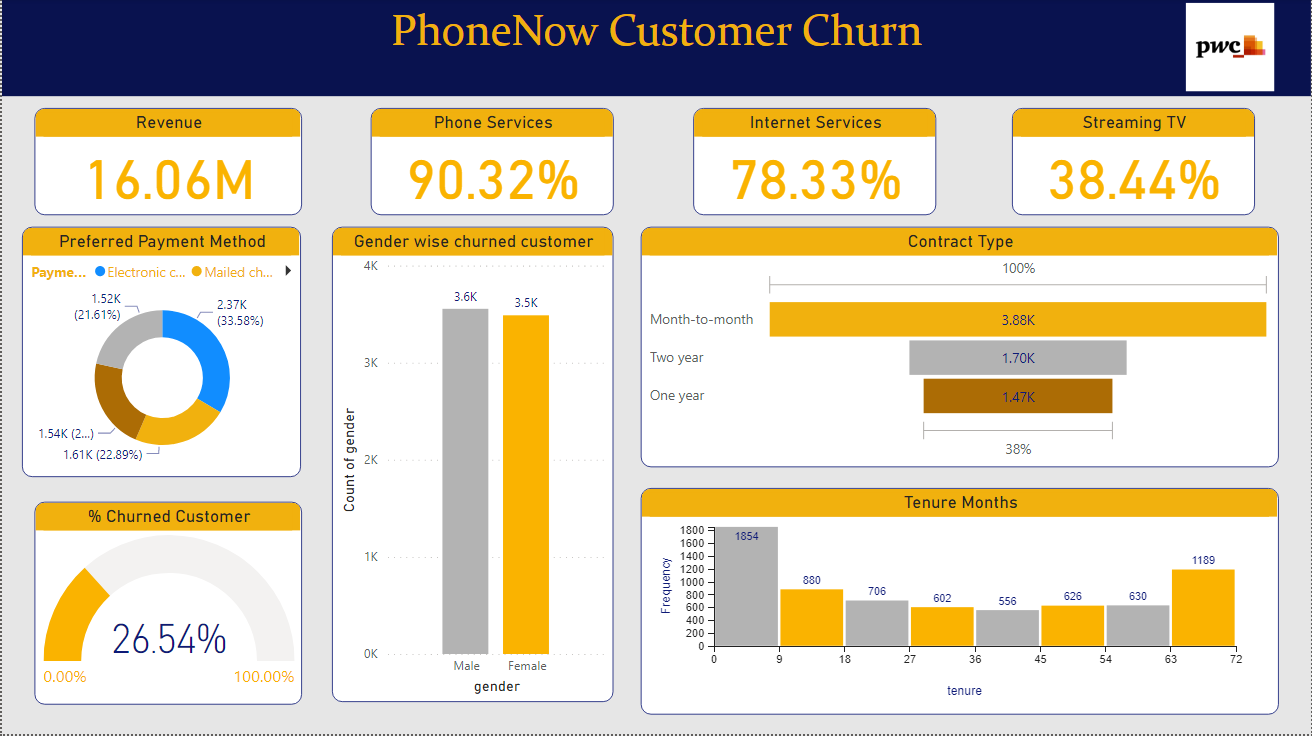 PhoneNow Customer Churn
pwc
Revenue
16.06M
Phone Services
90.32%
Internet Services
78.33%
Streaming TV
38.44%
Preferred Payment Method
Payme... Electronic c... Mailed ch...
1.52K
(21.61%)
2.37K
(33.58%)
1.54K (2...)
1.61K (22.89%)
% Churned Customer
26.54%
0.00%
100.00%
Gender wise churned customer
4K
3K
2K
1K
0K
Count of gender
3.6K
3.5K
Male
Female
gender
Contract Type
100%
Month-to-month
3.88K
Two year
1.70K
One year
1.47K
38%
Tenure Months
Frequency
1800
1600
1400
1200
1000
800
600
400
200
0
1854
880
706
602
556
626
630
1189
0 9 18 27 36 45 54 63 72
tenure